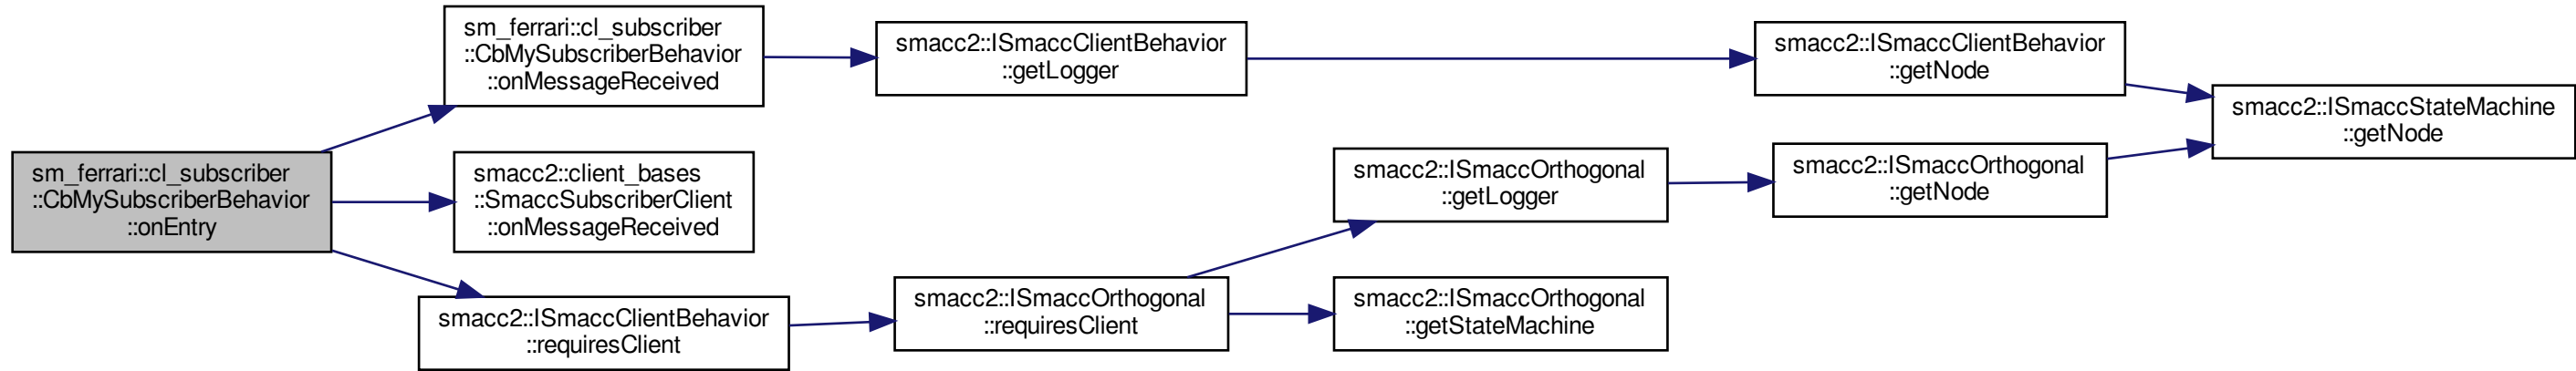 sm_ferrari::cl_subscriber
::CbMySubscriberBehavior
::onEntry
sm_ferrari::cl_subscriber
::CbMySubscriberBehavior
::onMessageReceived
smacc2::ISmaccClientBehavior
::getLogger
smacc2::ISmaccClientBehavior
::getNode
smacc2::ISmaccStateMachine
::getNode
smacc2::client_bases
::SmaccSubscriberClient
::onMessageReceived
smacc2::ISmaccClientBehavior
::requiresClient
smacc2::ISmaccOrthogonal
::requiresClient
smacc2::ISmaccOrthogonal
::getLogger
smacc2::ISmaccOrthogonal
::getNode
smacc2::ISmaccOrthogonal
::getStateMachine